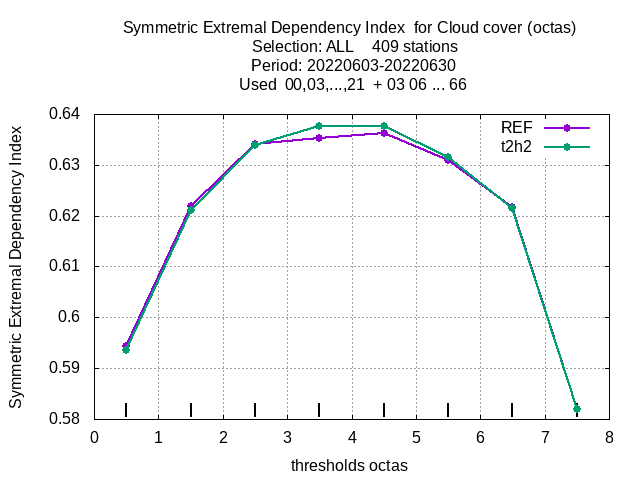 Symmetric Extremal Dependency Index  for Cloud cover (octas)
Selection: ALL    409 stations
Period: 20220603-20220630
Used  00,03,...,21  + 03 06 ... 66
Symmetric Extremal Dependency Index
0.64
0.63
0.62
0.61
0.6
0.59
0.58
REF
t2h2
0 1 2 3 4 5 6 7 8
thresholds octas